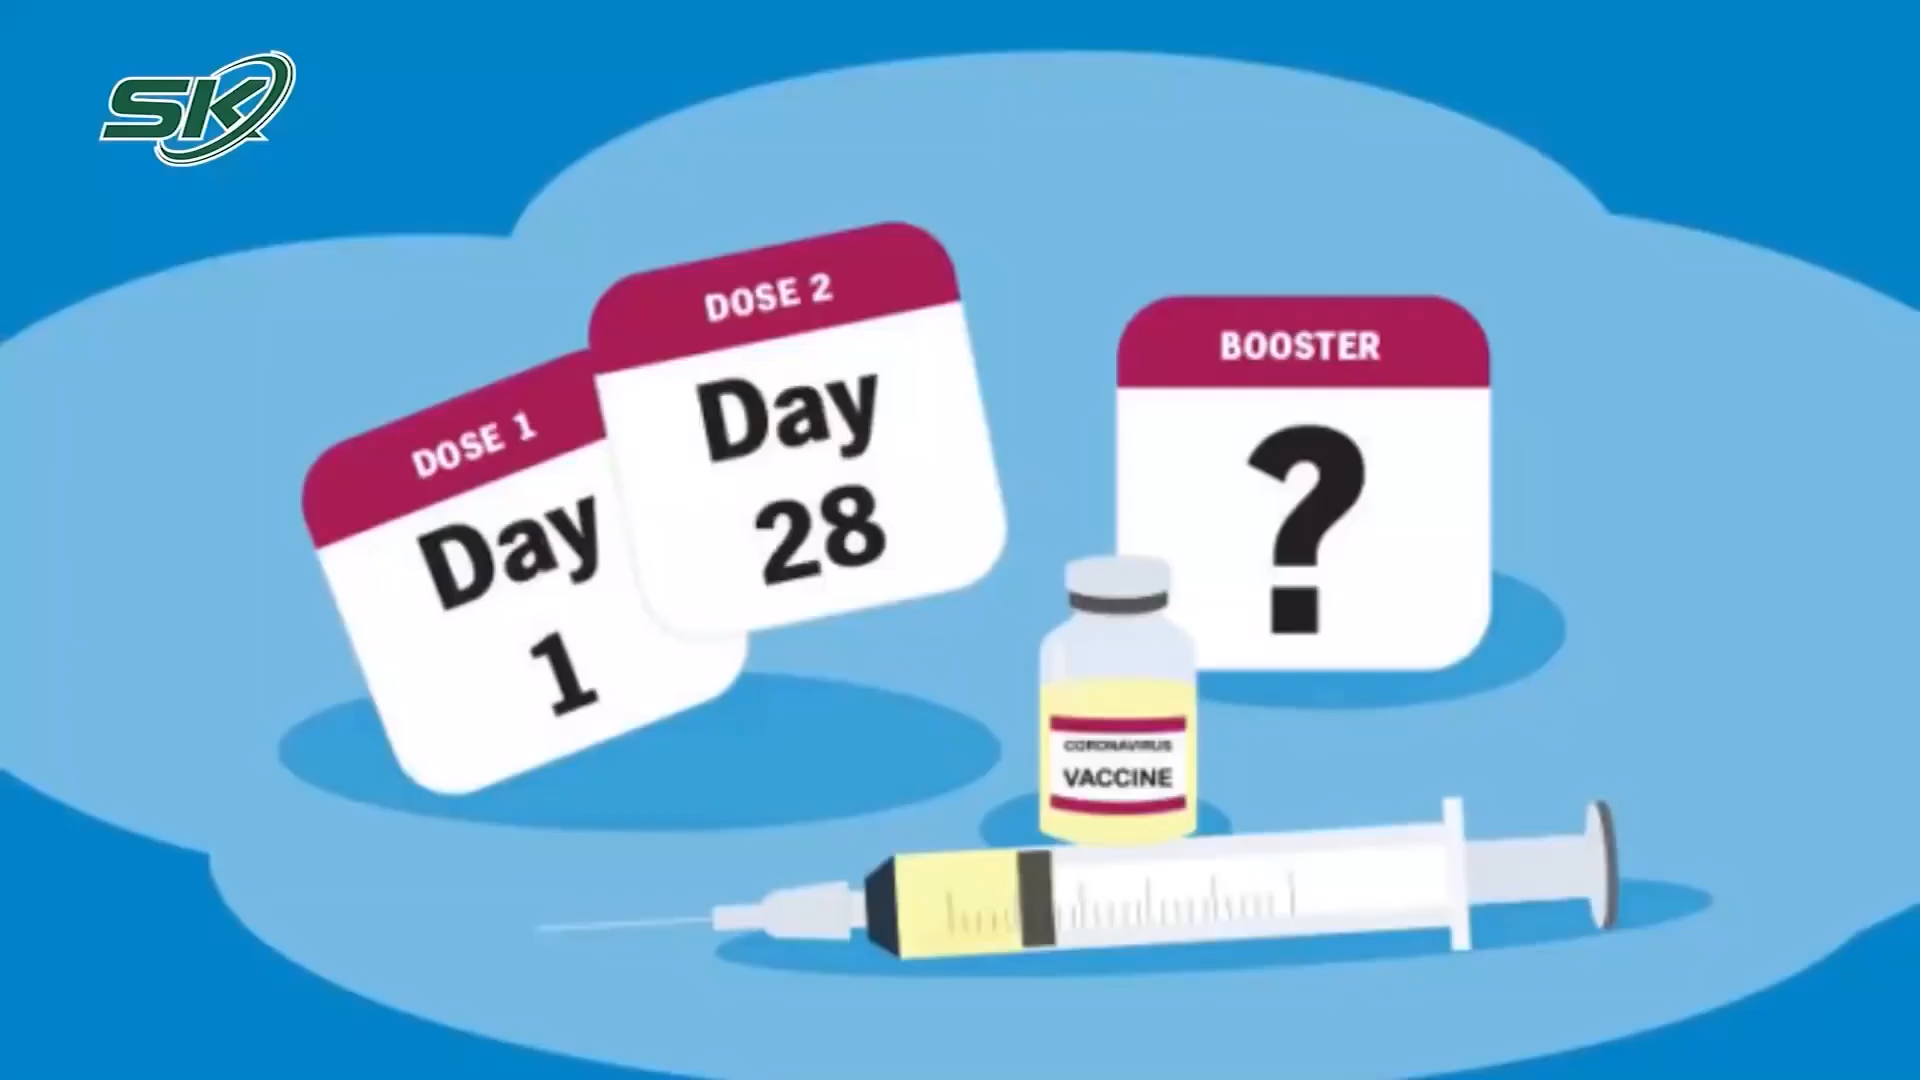 SK
DOSE 1
Day
1
DOSE 2
Day
28
BOOSTER
?
CORONAVIRUS
VACCINE